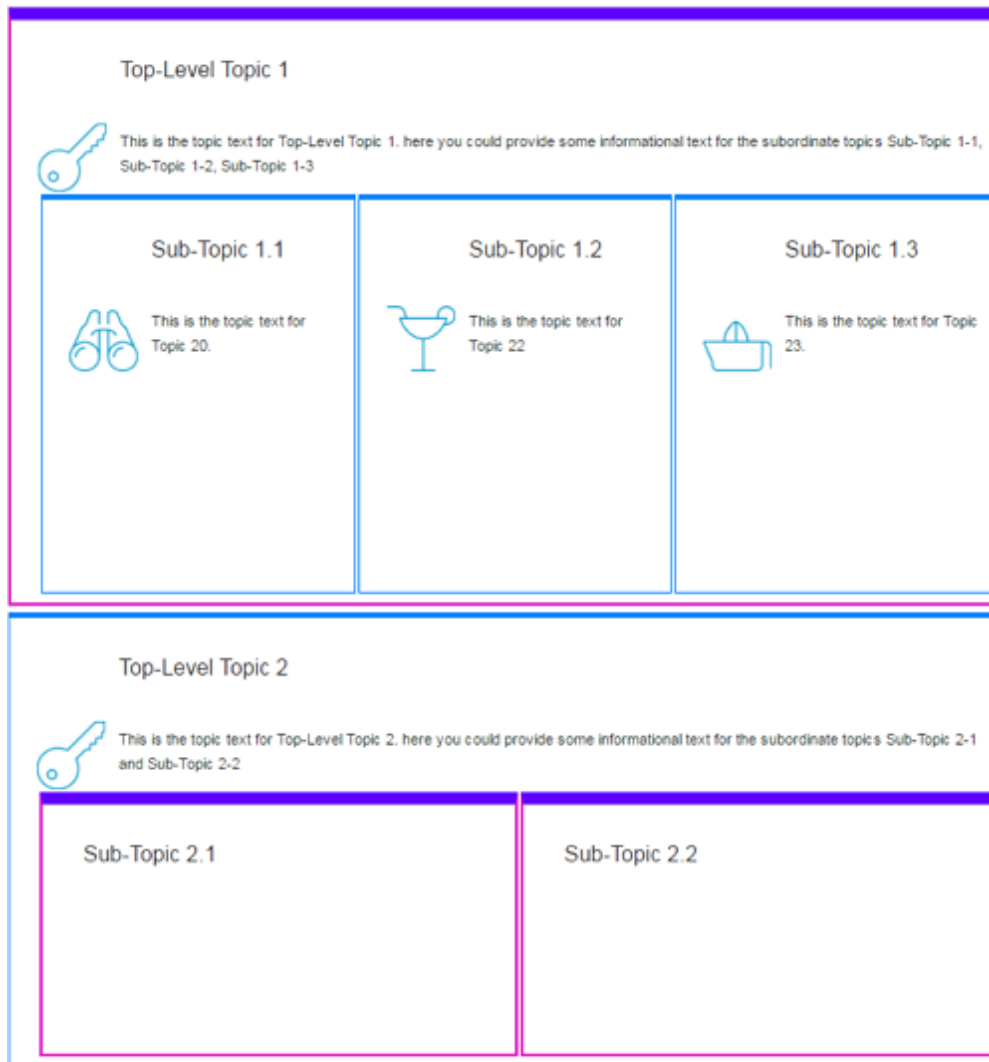 Top-Level Topic 1
This is the topic text for Top-Level Topic 1. here you could provide some informational text for the subordinate topics Sub-Topic 1-1,
Sub-Topic 1-2, Sub-Topic 1-3
Sub-Topic 1.1
This is the topic text for
Topic 20.
Sub-Topic 1.2
This is the topic text for
Topic 22
Sub-Topic 1.3
This is the topic text for Topic
23.
Top-Level Topic 2
This is the topic text for Top-Level Topic 2. here you could provide some informational text for the subordinate topics Sub-Topic 2-1
and Sub-Topic 2-2
Sub-Topic 2.1
Sub-Topic 2.2